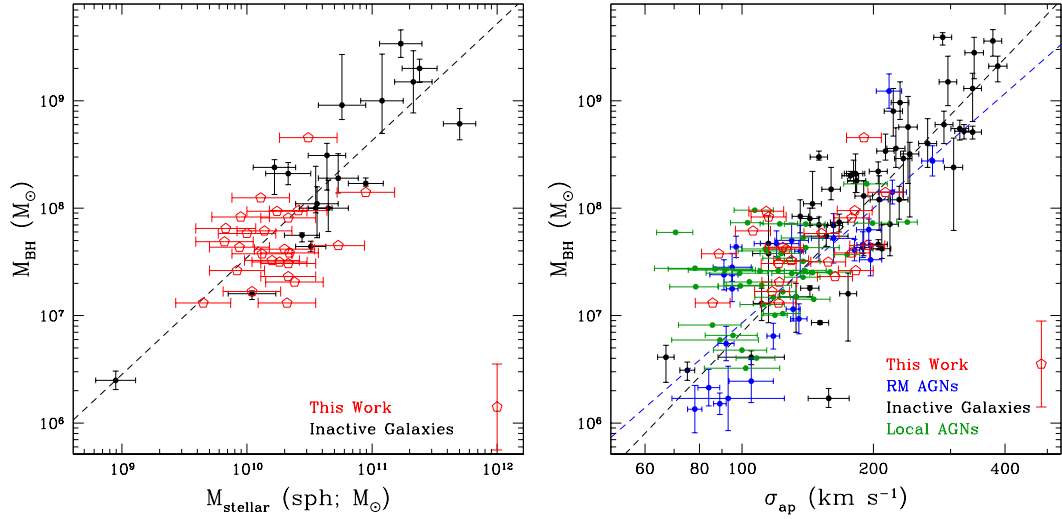 10⁹
10⁸
10⁷
10⁶
M_BH (M_⊙)
10⁹
10¹⁰
10¹¹
10¹²
M_stellar (sph; M_⊙)
This Work
Inactive Galaxies
10⁹
10⁸
10⁷
10⁶
M_BH (M_⊙)
60
80
100
200
400
σ_ap (km s⁻¹)
This Work
RM AGNs
Inactive Galaxies
Local AGNs